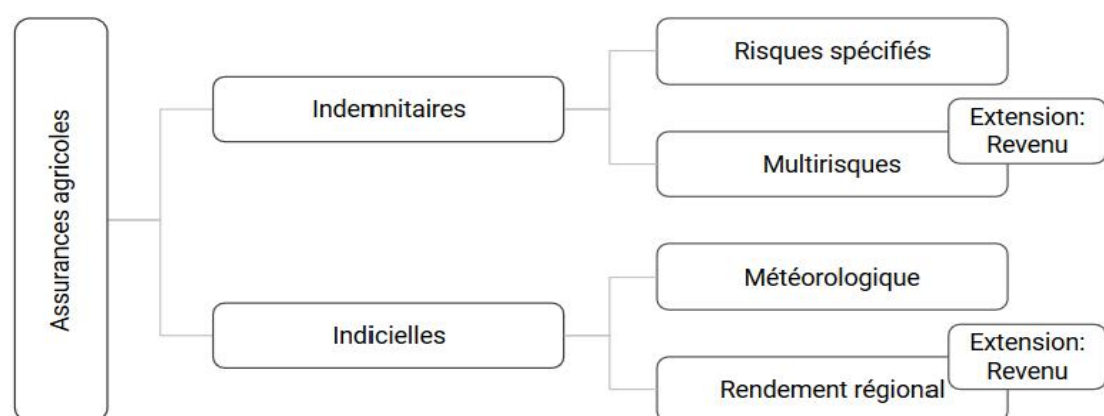 Assurances agricoles
Indemnitaires
Risques spécifiés
Extension:
Revenu
Multirisques
Indicielles
Météorologique
Extension:
Revenu
Rendement régional